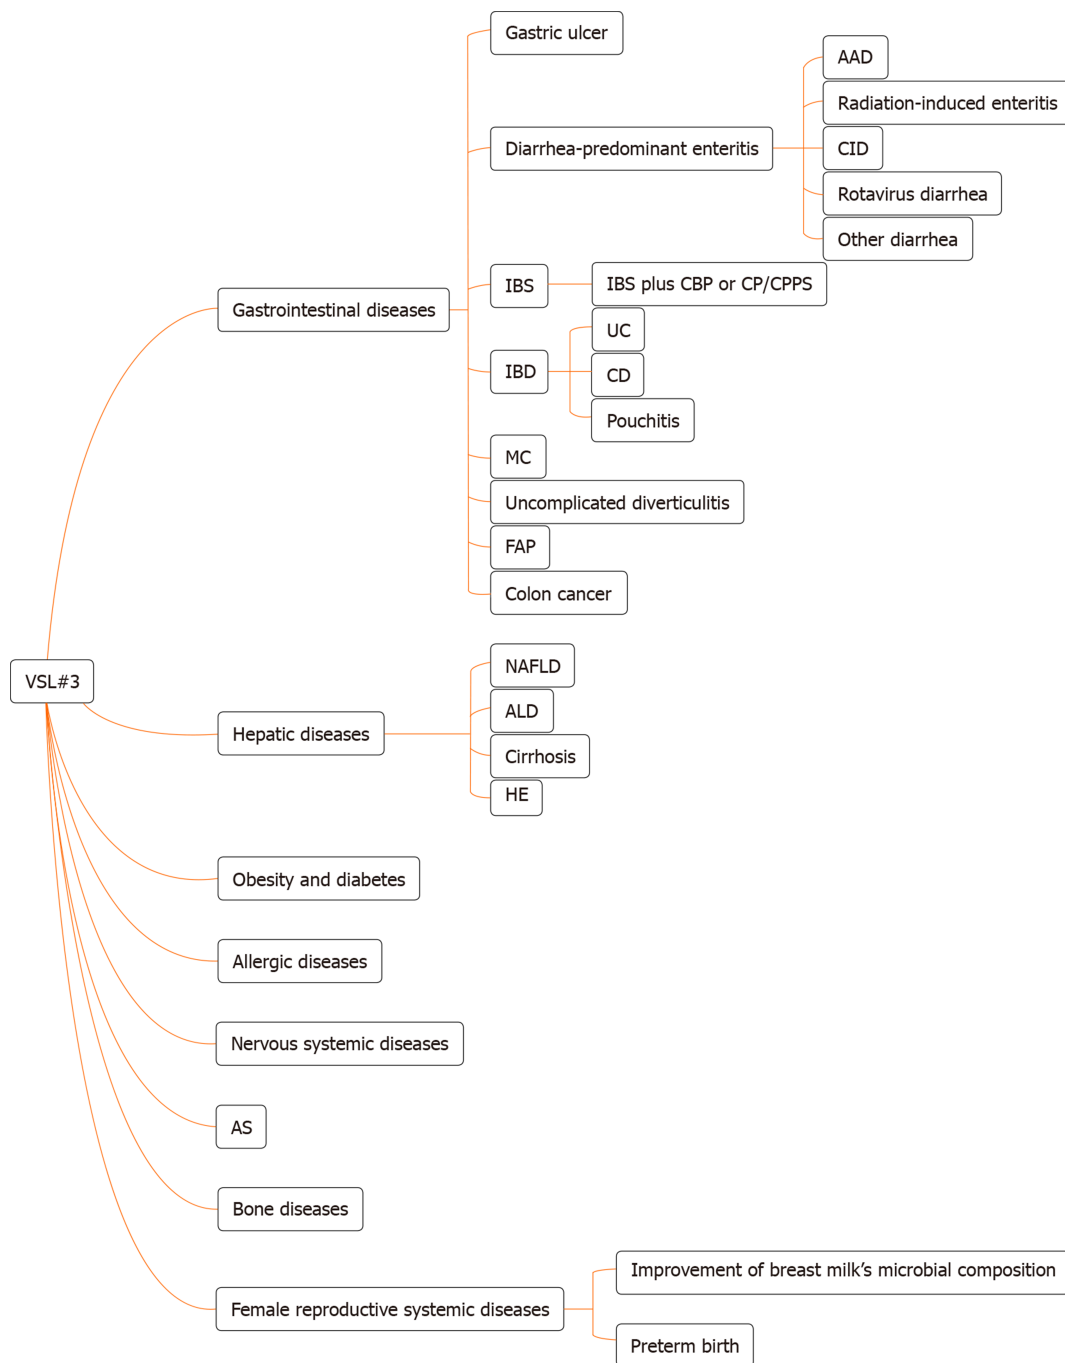 VSL#3
Gastrointestinal diseases
Gastric ulcer
Diarrhea-predominant enteritis
AAD
Radiation-induced enteritis
CID
Rotavirus diarrhea
Other diarrhea
IBS
IBS plus CBP or CP/CPPS
IBD
UC
CD
Pouchitis
MC
Uncomplicated diverticulitis
FAP
Colon cancer
Hepatic diseases
NAFLD
ALD
Cirrhosis
HE
Obesity and diabetes
Allergic diseases
Nervous systemic diseases
AS
Bone diseases
Female reproductive systemic diseases
Improvement of breast milk’s microbial composition
Preterm birth